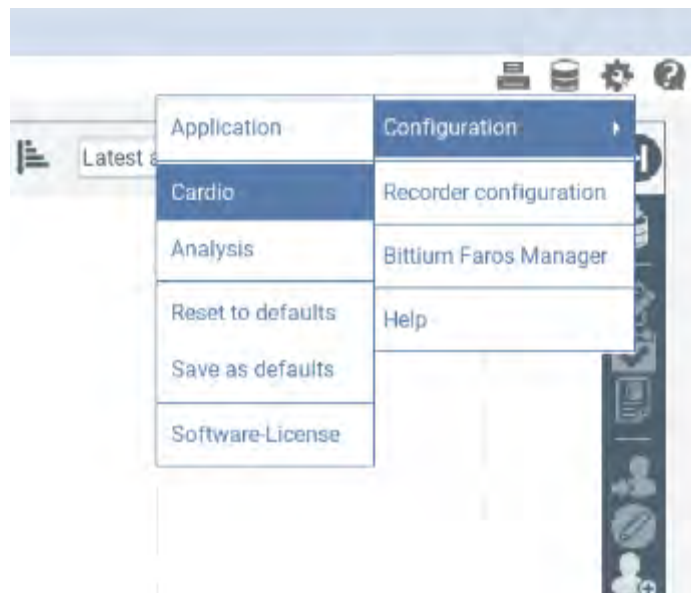 Latest a
Application
Cardio
Analysis
Reset to defaults
Save as defaults
Software-License
Configuration
Recorder configuration
Bittium Faros Manager
Help